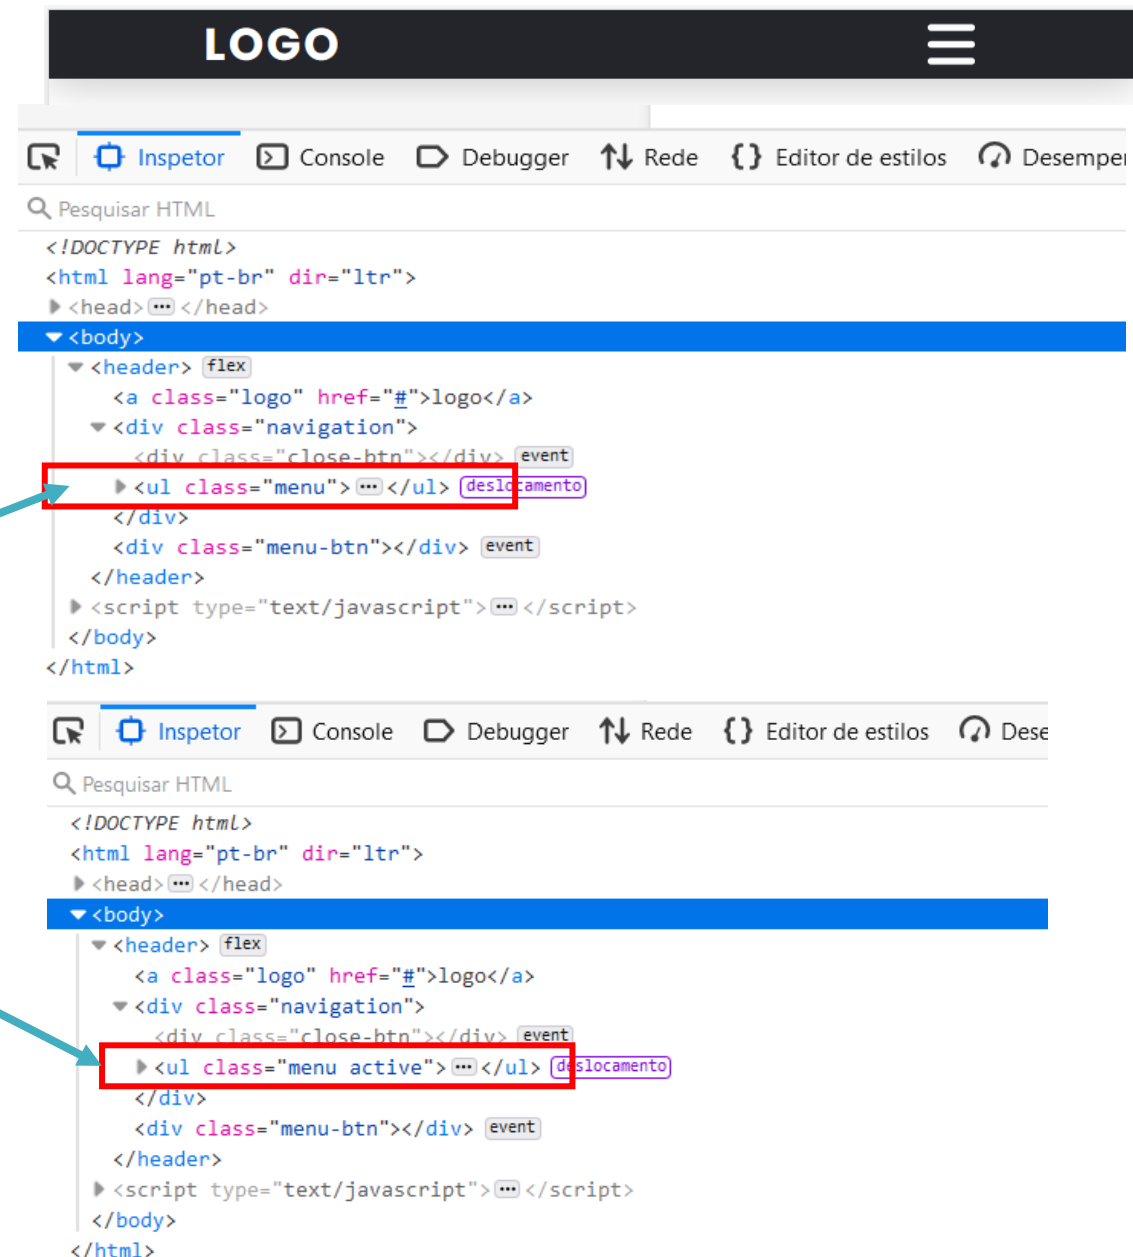 LOGO
Inspetor Console Debugger Rede {} Editor de estilos Desemper
Pesquisar HTML
<!DOCTYPE html>
<html lang="pt-br" dir="ltr">
<head> ••• </head>
<body>
<header> flex
<a class="logo" href="#">logo</a>
<div class="navigation">
<div class="close-btn"></div> event
<ul class="menu"> ••• </ul> deslocamento
</div>
<div class="menu-btn"></div> event
</header>
<script type="text/javascript"> ••• </script>
</body>
</html>
Inspetor Console Debugger Rede {} Editor de estilos Dese
Pesquisar HTML
<!DOCTYPE html>
<html lang="pt-br" dir="ltr">
<head> ••• </head>
<body>
<header> flex
<a class="logo" href="#">logo</a>
<div class="navigation">
<div class="close-btn"></div> event
<ul class="menu active"> ••• </ul> deslocamento
</div>
<div class="menu-btn"></div> event
</header>
<script type="text/javascript"> ••• </script>
</body>
</html>